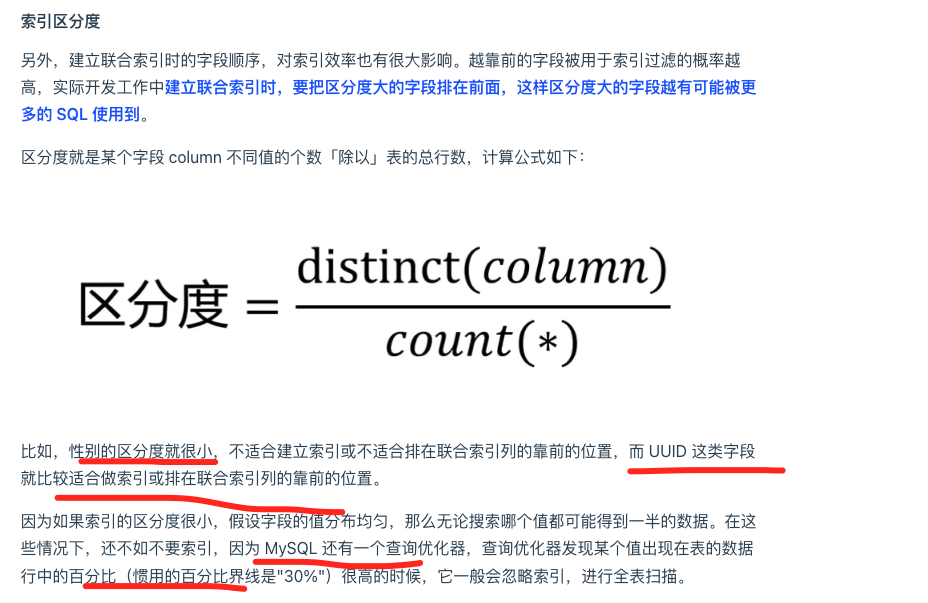 索引区分度
另外，建立联合索引时的字段顺序，对索引效率也有很大影响。越靠前的字段被用于索引过滤的概率越
高，实际开发工作中建立联合索引时，要把区分度大的字段排在前面，这样区分度大的字段越有可能被更
多的 SQL 使用到。
区分度就是某个字段 column 不同值的个数「除以」表的总行数，计算公式如下：
区分度 = distinct(column)
count(*)
比如，性别的区分度就很小，不适合建立索引或不适合排在联合索引列的靠前的位置，而 UUID 这类字段
就比较适合做索引或排在联合索引列的靠前的位置。
因为如果索引的区分度很小，假设字段的值分布均匀，那么无论搜索哪个值都可能得到一半的数据。在这
些情况下，还不如不要索引，因为 MySQL 还有一个查询优化器，查询优化器发现某个值出现在表的数据
行中的百分比（惯用的百分比界线是"30%"）很高的时候，它一般会忽略索引，进行全表扫描。